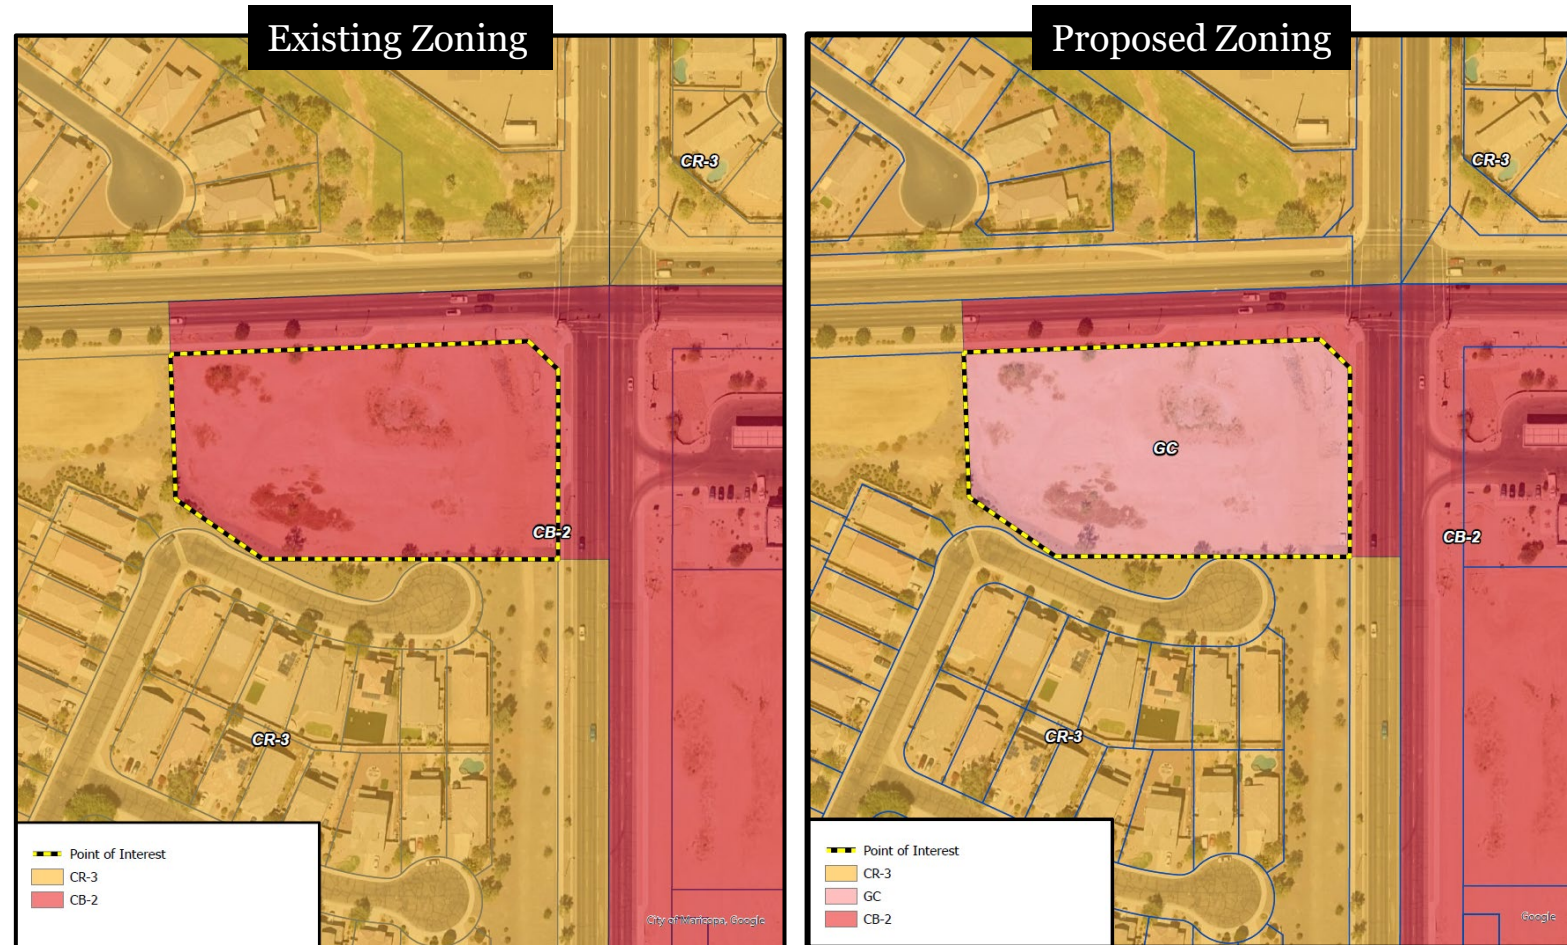 Existing Zoning
CR-3
CB-2
CR-3
Point of Interest
CR-3
CB-2
City of Maricopa, Google
Proposed Zoning
CR-3
GC
CB-2
CR-3
Point of Interest
CR-3
GC
CB-2
Google